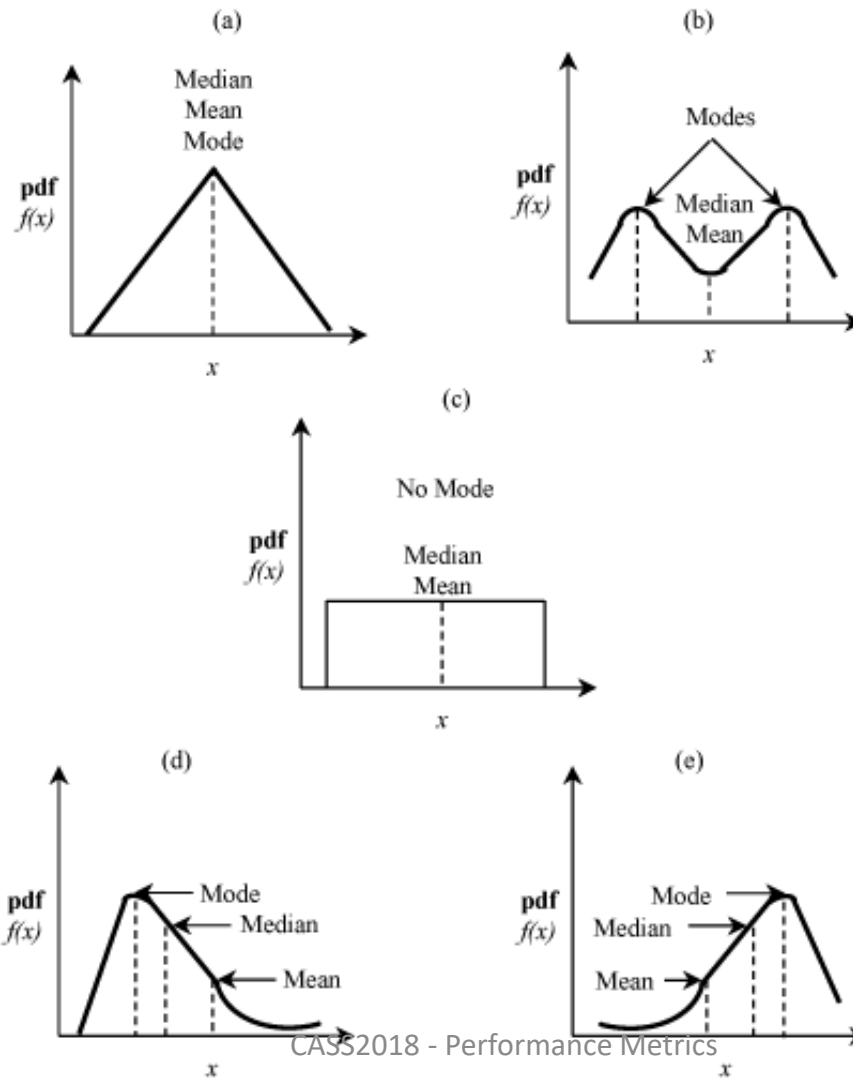 (a)
Median
Mean
Mode
pdf
f(x)
x
(b)
Modes
Median
Mean
pdf
f(x)
x
(c)
No Mode
Median
Mean
pdf
f(x)
x
(d)
Mode
Median
Mean
pdf
f(x)
x
(e)
Mode
Median
Mean
pdf
f(x)
x
CASS2018 - Performance Metrics